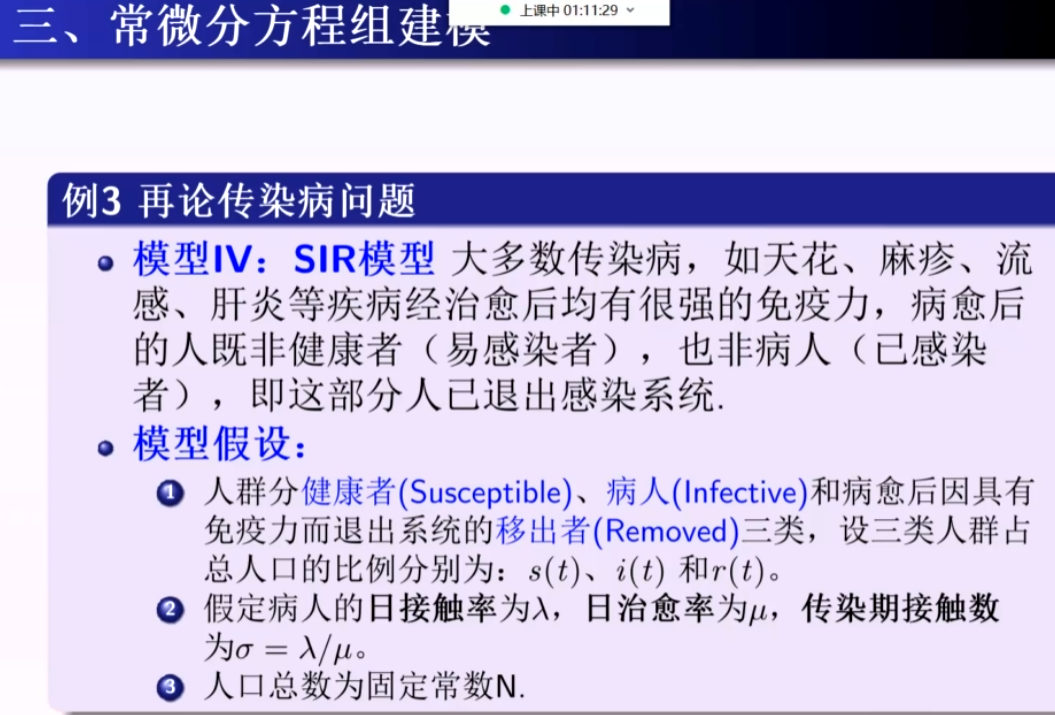 三、常微分方程组建模
上课中 01:11:29
例3 再论传染病问题
模型IV：SIR模型 大多数传染病，如天花、麻疹、流
感、肝炎等疾病经治愈后均有很强的免疫力，病愈后
的人既非健康者（易感染者），也非病人（已感染
者），即这部分人已退出感染系统.
模型假设：
1 人群分健康者(Susceptible)、病人(Infective)和病愈后因具有
免疫力而退出系统的移出者(Removed)三类，设三类人群占
总人口的比例分别为：s(t)、i(t) 和r(t)。
2 假定病人的日接触率为λ，日治愈率为μ，传染期接触数
为σ = λ/μ。
3 人口总数为固定常数N.